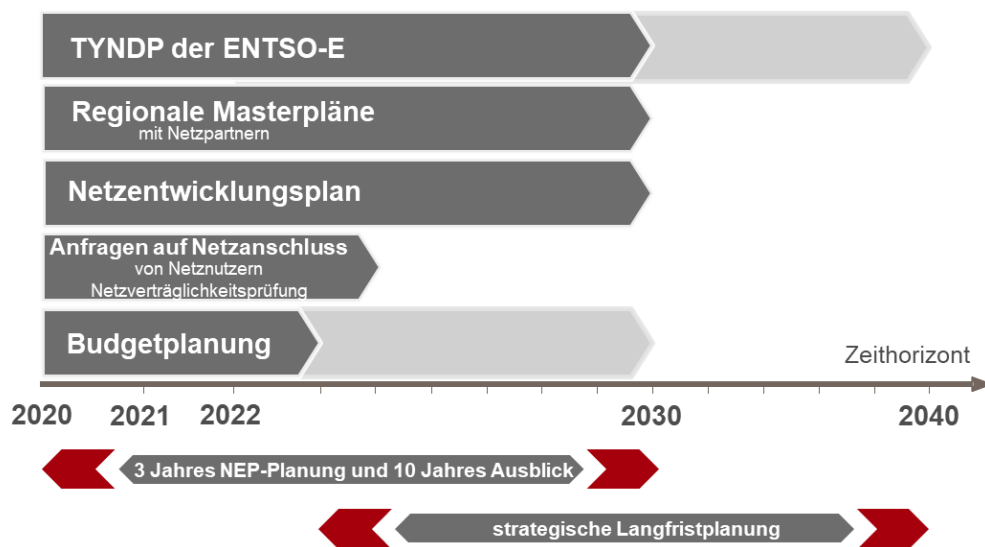 TYNDP der ENTSO-E
Regionale Masterpläne
mit Netzpartnern
Netzentwicklungsplan
Anfragen auf Netzanschluss
von Netznutzern
Netzverträglichkeitsprüfung
Budgetplanung
Zeithorizont
2020 2021 2022 2030 2040
3 Jahres NEP-Planung und 10 Jahres Ausblick
strategische Langfristplanung